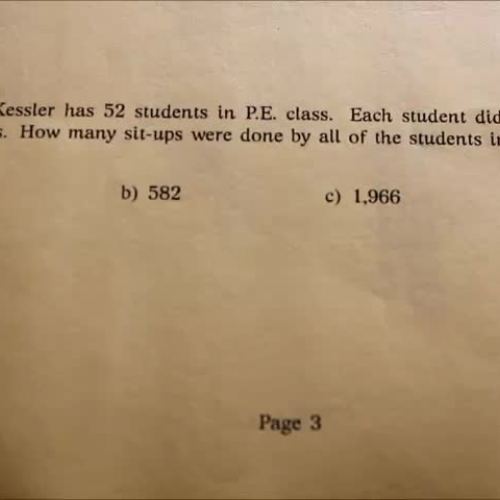 Kessler has 52 students in P.E. class. Each student did
s. How many sit-ups were done by all of the students in
b) 582 c) 1,966
Page 3